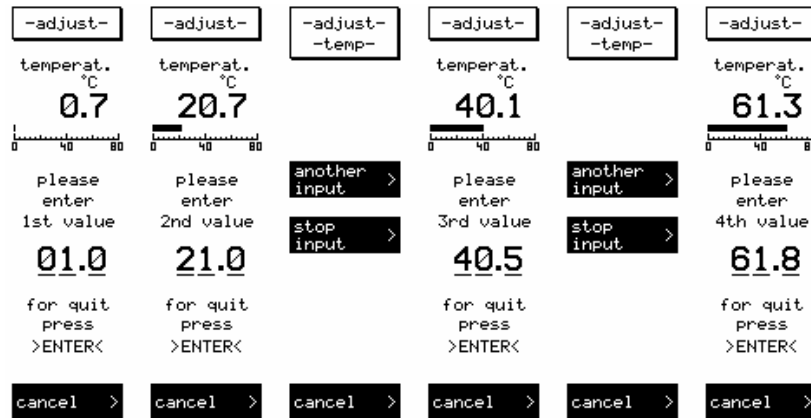 -adjust-
temperat.
°C
0.7
0 40 80
please
enter
1st value
01.0
for quit
press
>ENTER<
cancel >
-adjust-
temperat.
°C
20.7
0 40 80
please
enter
2nd value
21.0
for quit
press
>ENTER<
cancel >
-adjust-
-temp-
another
input >
stop
input >
cancel >
-adjust-
temperat.
°C
40.1
0 40 80
please
enter
3rd value
40.5
for quit
press
>ENTER<
cancel >
-adjust-
-temp-
another
input >
stop
input >
cancel >
-adjust-
temperat.
°C
61.3
0 40 8
please
enter
4th value
61.8
for quit
press
>ENTER<
cancel >